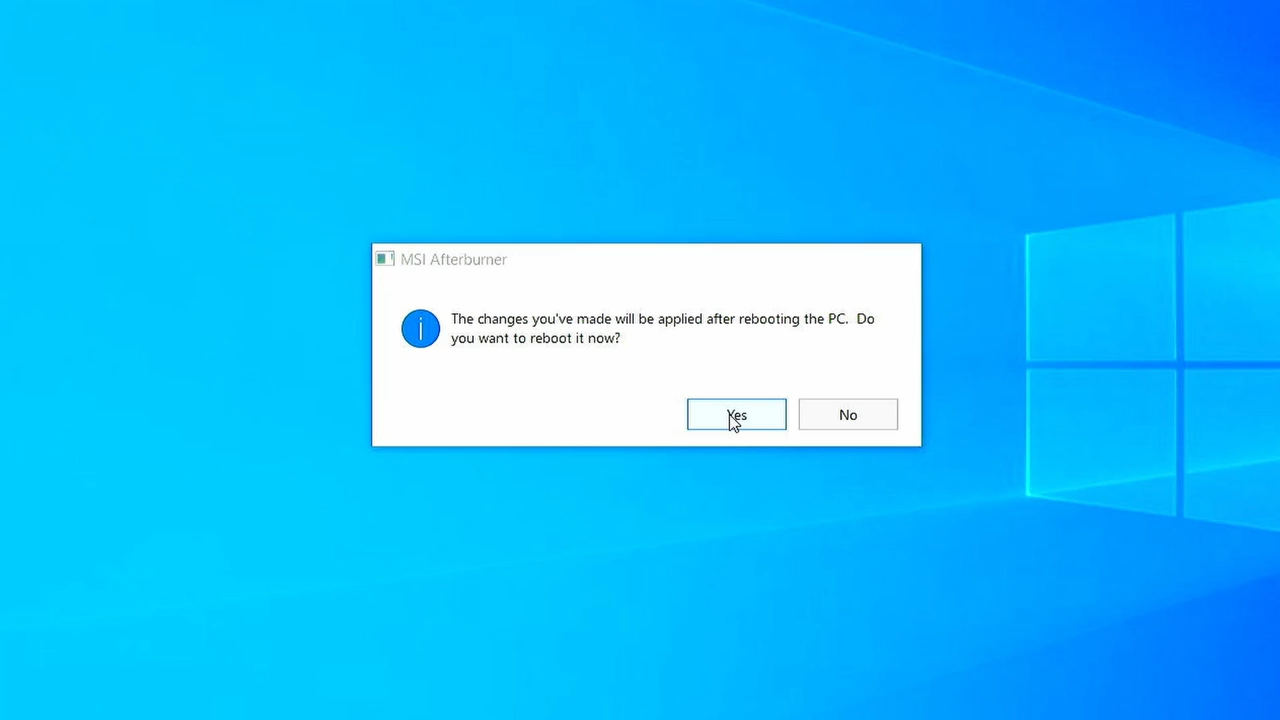 MSI Afterburner
The changes you've made will be applied after rebooting the PC.  Do
you want to reboot it now?
Yes
No